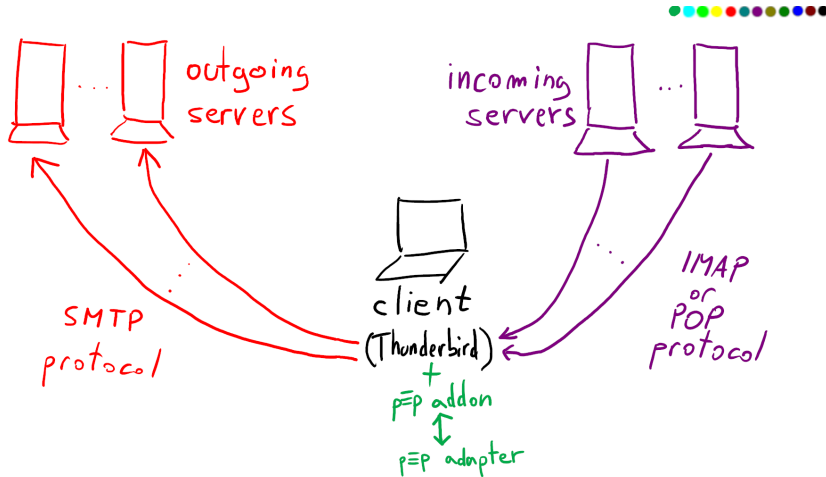 outgoing
servers
incoming
servers
client
(Thunderbird)
+
p≡p addon
p≡p adapter
SMTP
protocol
IMAP
or
POP
protocol